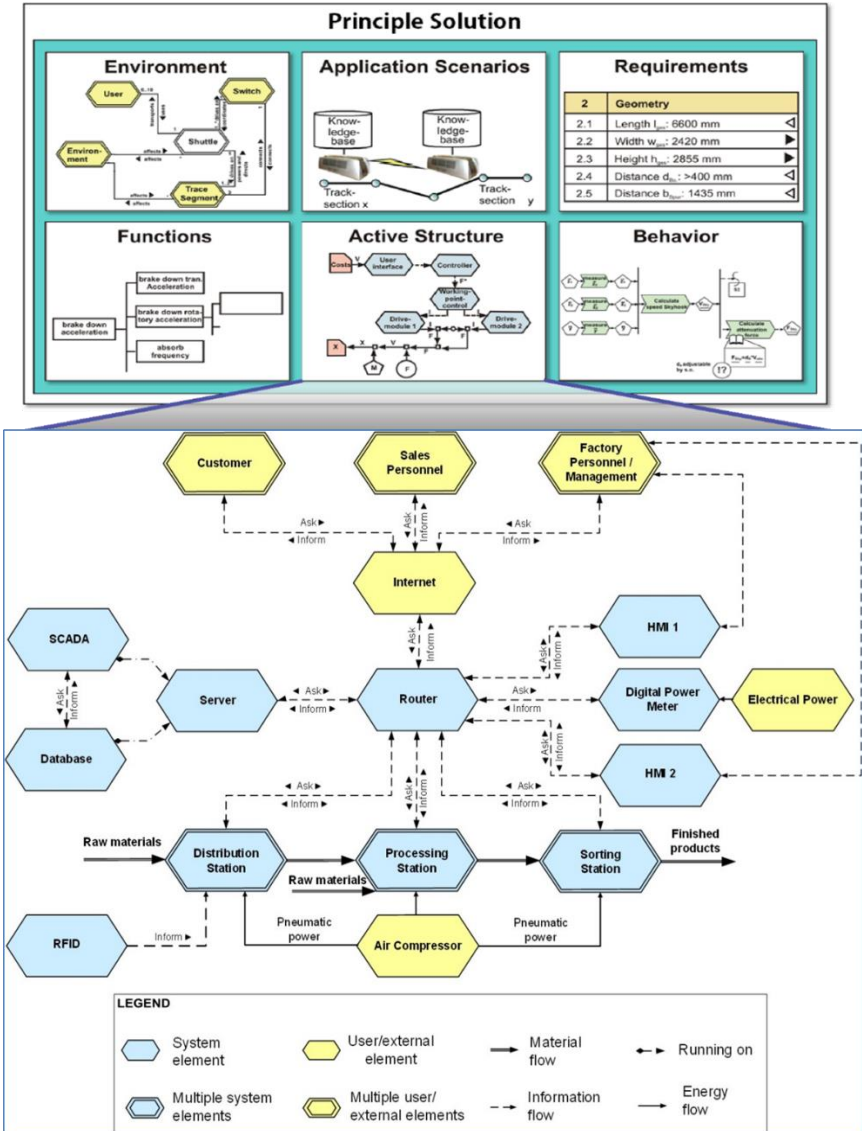 Principle Solution
Environment
User
Switch
Shuttle
Environ-
ment
affects
affects
Trace
Segment
affects
affects
Application Scenarios
Know-
ledge-
base
Know-
ledge-
base
Track-
section x
Track-
section y
Requirements
2 Geometry
2.1 Length l : 6600 mm
2.2 Width w : 2420 mm
2.3 Height h : 2855 mm
2.4 Distance d : >400 mm
2.5 Distance b : 1435 mm
Functions
brake down
acceleration
brake down tran.
Acceleration
brake down rota-
tory acceleration
absorb
frequency
Active Structure
Costs
V
User
interface
Controller
F*
Working-
point-
control
Drive-
module 1
Drive-
module 2
X
X
V
F
M
F
Behavior
measure
measure
measure
Calculate
speed Skyhook
Calculate
attenuation
force
adjustable
!?
Customer
Sales
Personnel
Factory
Personnel /
Management
Ask ►
◄ Inform
◄ Ask
Inform ►
◄ Ask
Inform ►
Internet
◄ Ask
Inform ►
SCADA
◄ Ask
Inform ►
Database
Server
◄ Ask
Inform ►
Router
Ask ►
◄ Inform
Ask
Inform
Ask
Inform
HMI 1
Digital Power
Meter
Electrical Power
HMI 2
◄ Ask
Inform ►
◄ Ask
Inform ►
◄ Ask
Inform ►
Raw materials
Distribution
Station
Raw materials
Processing
Station
Sorting
Station
Finished
products
RFID
Inform ►
Pneumatic
power
Air Compressor
Pneumatic
power
LEGEND
System
element
User/external
element
Material
flow
Running on
Multiple system
elements
Multiple user/
external elements
Information
flow
Energy
flow